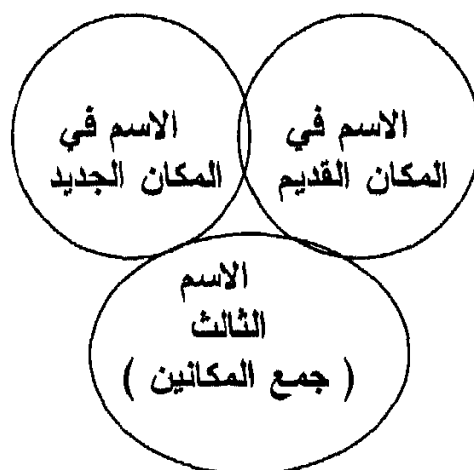 الاسم في
المكان القديم
الاسم في
المكان الجديد
الاسم
الثالث
( جمع المكانين )